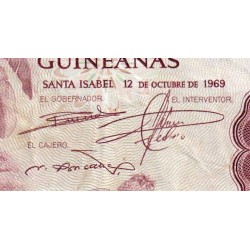 GUINEANAS
SANTA ISABEL 12 DE OCTUBRE DE 1969
EL GOBERNADOR, EL INTERVENTOR,
EL CAJERO,